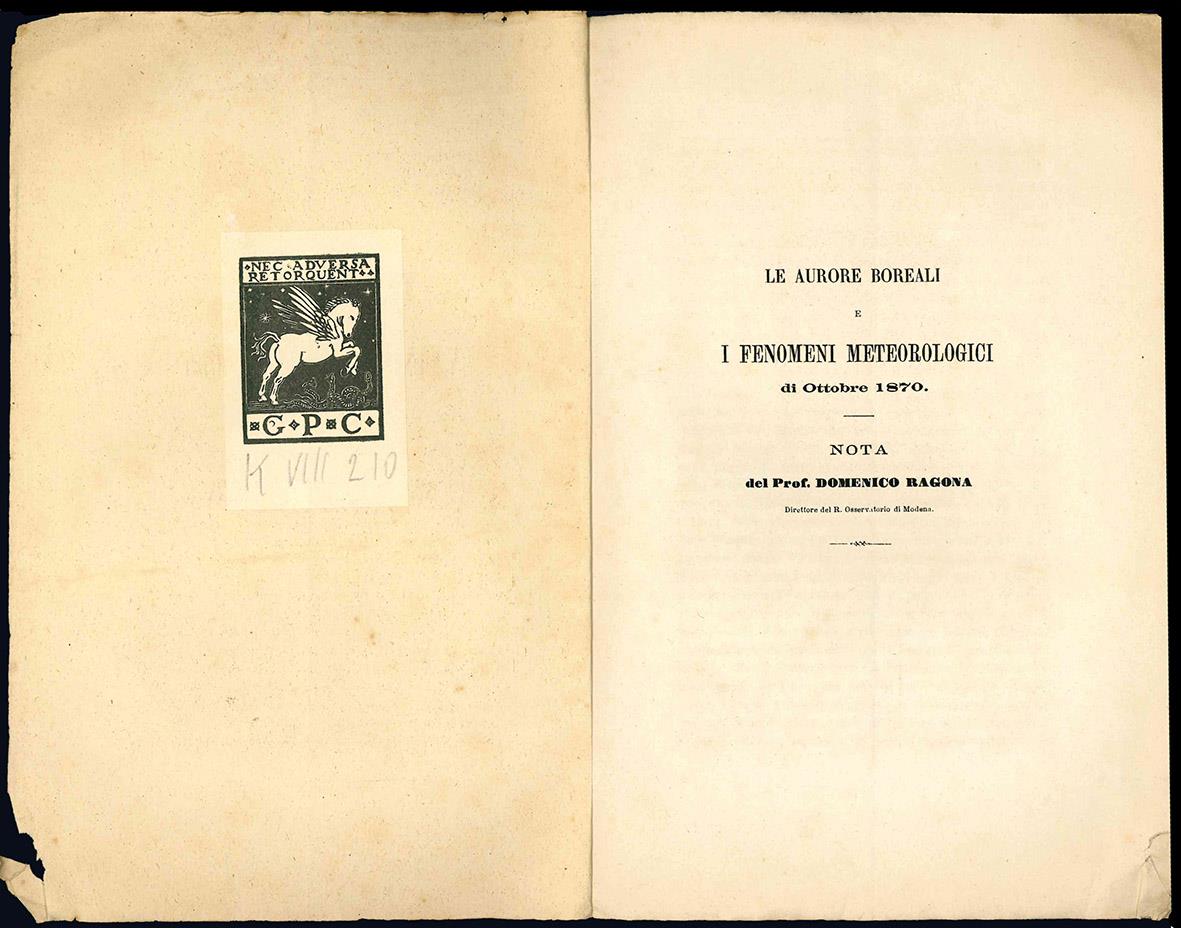 NEC ADVERSA
RETORQUENT
G P C
K VIII 210
LE AURORE BOREALI
E
I FENOMENI METEOROLOGICI
di Ottobre 1870.
NOTA
del Prof. DOMENICO RAGONA
Direttore del R. Osservatorio di Modena.